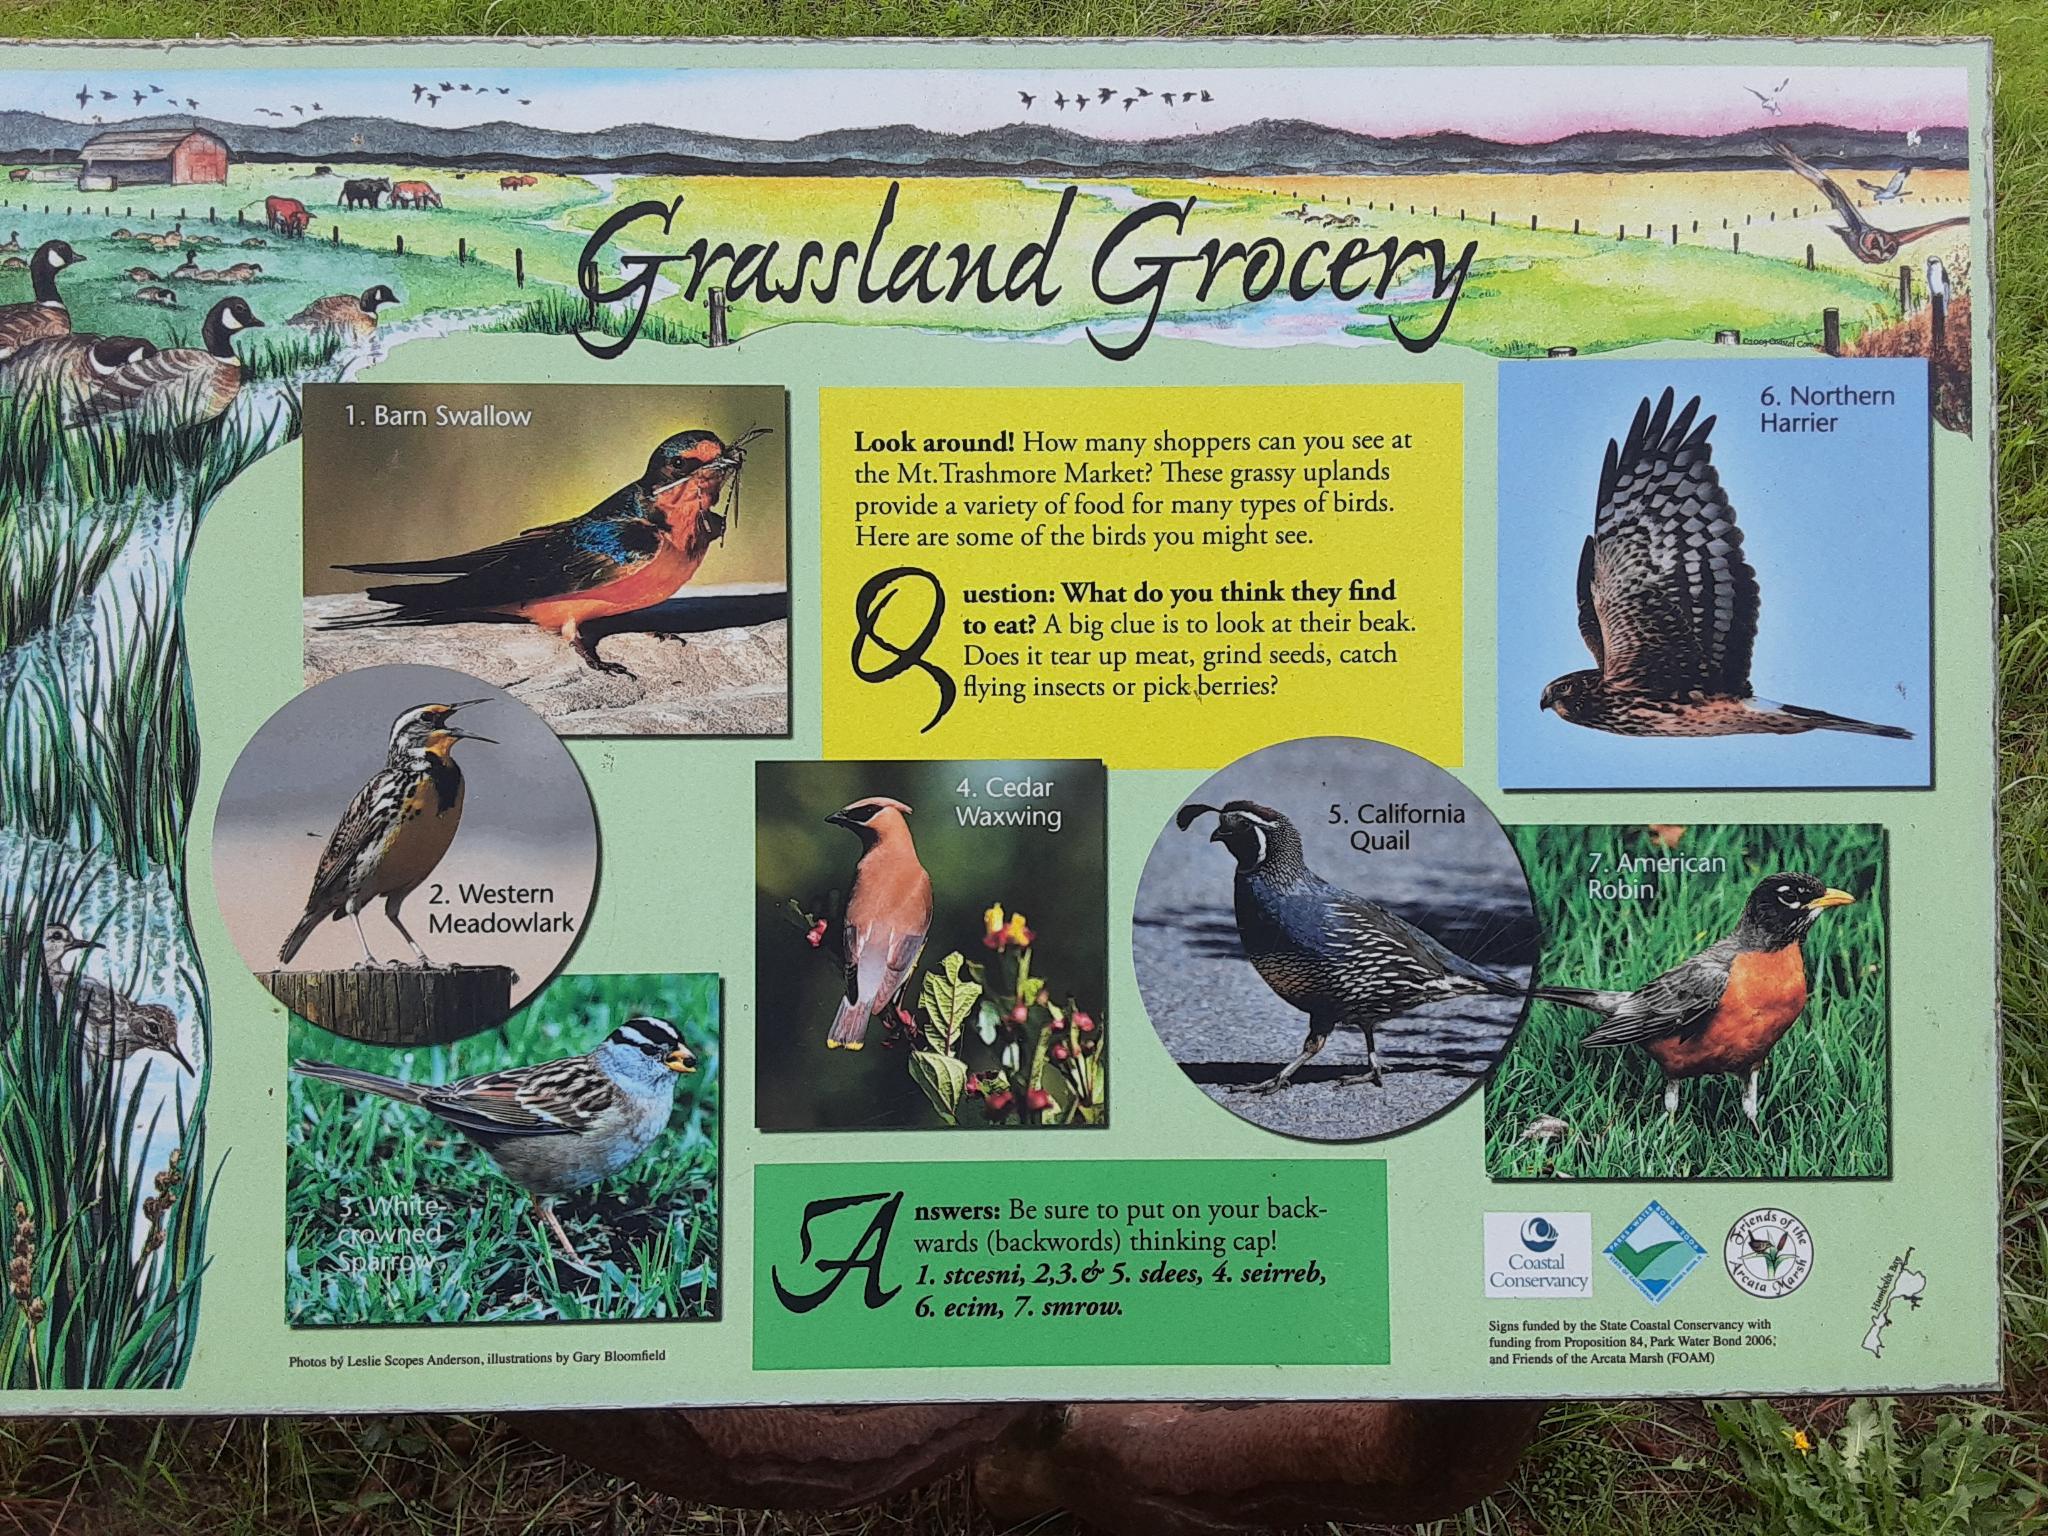 Grassland Grocery
1. Barn Swallow
Look around! How many shoppers can you see at
the Mt. Trashmore Market? These grassy uplands
provide a variety of food for many types of birds.
Here are some of the birds you might see.
Question: What do you think they find
to eat? A big clue is to look at their beak.
Does it tear up meat, grind seeds, catch
flying insects or pick berries?
6. Northern
Harrier
2. Western
Meadowlark
4. Cedar
Waxwing
5. California
Quail
7. American
Robin
3. White-
crowned
Sparrow
Answers: Be sure to put on your back-
wards (backwords) thinking cap!
1. stcesni, 2,3.& 5. sdees, 4. seirreb,
6. ecim, 7. smrow.
Photos by Leslie Scopes Anderson, illustrations by Gary Bloomfield
Coastal
Conservancy
PARKS · WATER BOND · 2006
Friends of the
Arcata Marsh
Humboldt Bay
Signs funded by the State Coastal Conservancy with
funding from Proposition 84, Park Water Bond 2006,
and Friends of the Arcata Marsh (FOAM)